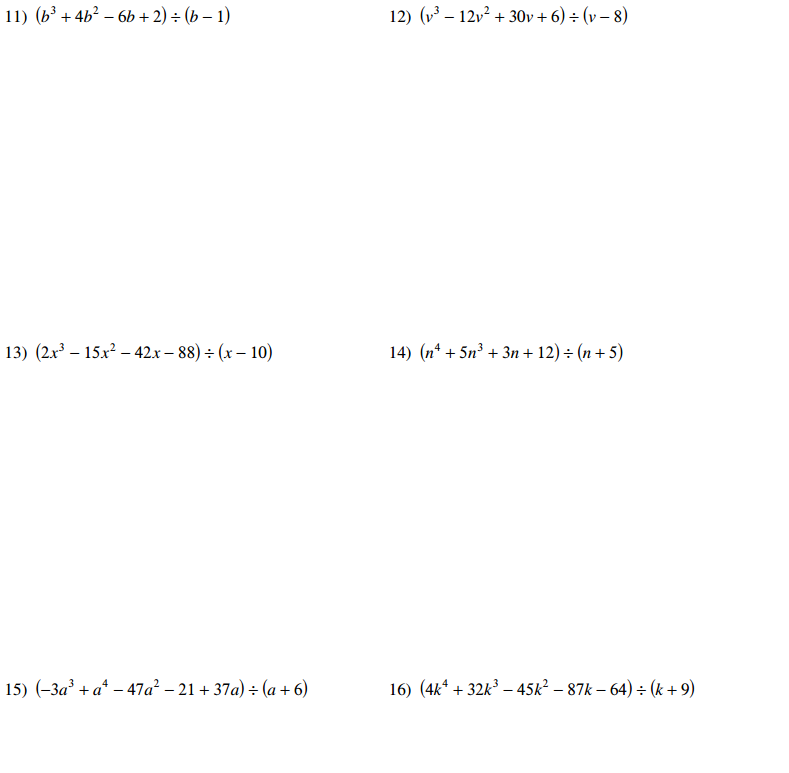 11) (b³ + 4b² − 6b + 2) ÷ (b − 1)
12) (v³ − 12v² + 30v + 6) ÷ (v − 8)
13) (2x³ − 15x² − 42x − 88) ÷ (x − 10)
14) (n⁴ + 5n³ + 3n + 12) ÷ (n + 5)
15) (−3a³ + a⁴ − 47a² − 21 + 37a) ÷ (a + 6)
16) (4k⁴ + 32k³ − 45k² − 87k − 64) ÷ (k + 9)